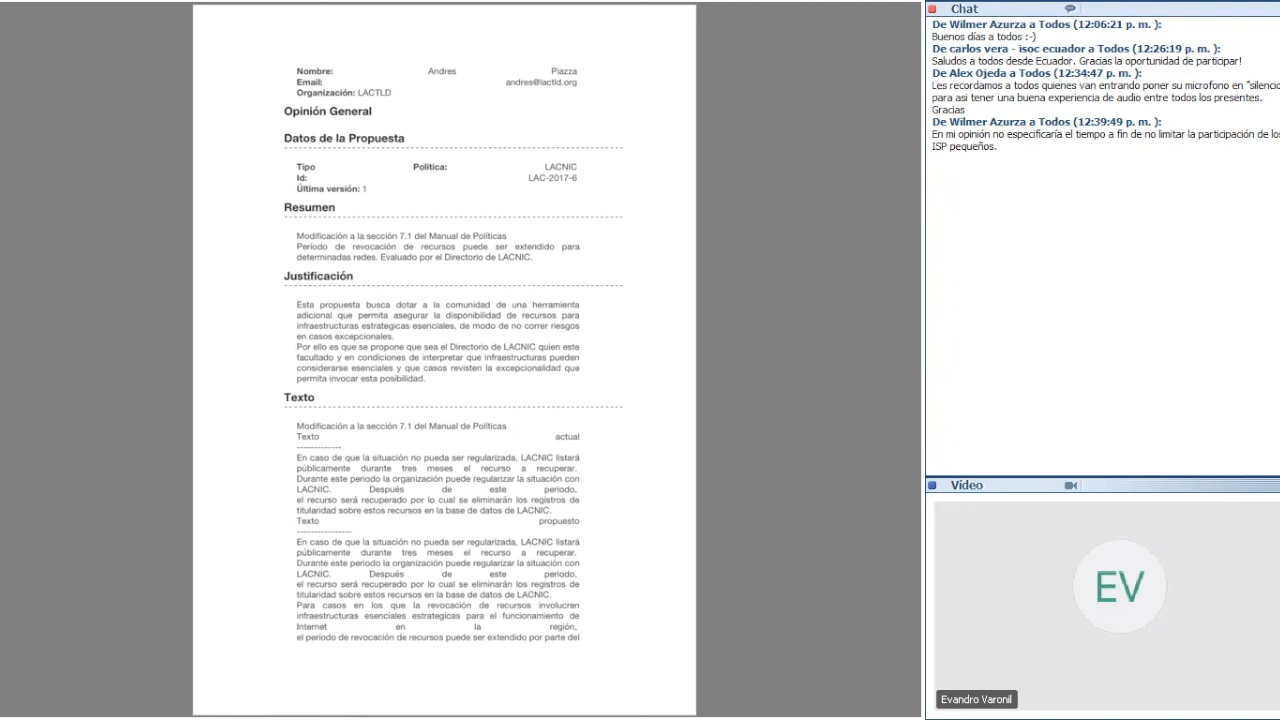 Nombre: Andres Piazza
Email: andres@lactld.org
Organización: LACTLD
Opinión General
Datos de la Propuesta
Tipo Politica: LACNIC
Id: LAC-2017-6
Última versión: 1
Resumen
Modificación a la sección 7.1 del Manual de Políticas
Período de revocación de recursos puede ser extendido para
determinadas redes. Evaluado por el Directorio de LACNIC.
Justificación
Esta propuesta busca dotar a la comunidad de una herramienta
adicional que permita asegurar la disponibilidad de recursos para
infraestructuras estrategicas esenciales, de modo de no correr riesgos
en casos excepcionales.
Por ello es que se propone que sea el Directorio de LACNIC quien este
facultado y en condiciones de interpretar que infraestructuras pueden
considerarse esenciales y que casos revisten la excepcionalidad que
permita invocar esta posibilidad.
Texto
Modificación a la sección 7.1 del Manual de Políticas
Texto actual
-------------
En caso de que la situación no pueda ser regularizada, LACNIC listará
públicamente durante tres meses el recurso a recuperar.
Durante este periodo la organización puede regularizar la situación con
LACNIC. Después de este periodo,
el recurso será recuperado por lo cual se eliminarán los registros de
titularidad sobre estos recursos en la base de datos de LACNIC.
Texto propuesto
----------------
En caso de que la situación no pueda ser regularizada, LACNIC listará
públicamente durante tres meses el recurso a recuperar.
Durante este periodo la organización puede regularizar la situación con
LACNIC. Después de este periodo,
el recurso será recuperado por lo cual se eliminarán los registros de
titularidad sobre estos recursos en la base de datos de LACNIC.
Para casos en los que la revocación de recursos involucren
infraestructuras esenciales estrategicas para el funcionamiento de
Internet en la región,
el período de revocación de recursos puede ser extendido por parte del
Chat
De Wilmer Azurza a Todos (12:06:21 p. m. ):
Buenos días a todos :-)
De carlos vera - isoc ecuador a Todos (12:26:19 p. m. ):
Saludos a todos desde Ecuador. Gracias la oportunidad de participar!
De Alex Ojeda a Todos (12:34:47 p. m. ):
Les recordamos a todos quienes van entrando poner su microfono en "silencio
para asi tener una buena experiencia de audio entre todos los presentes.
Gracias
De Wilmer Azurza a Todos (12:39:49 p. m. ):
En mi opinión no especificaría el tiempo a fin de no limitar la participación de lo
ISP pequeños.
Vídeo
EV
Evandro Varonil